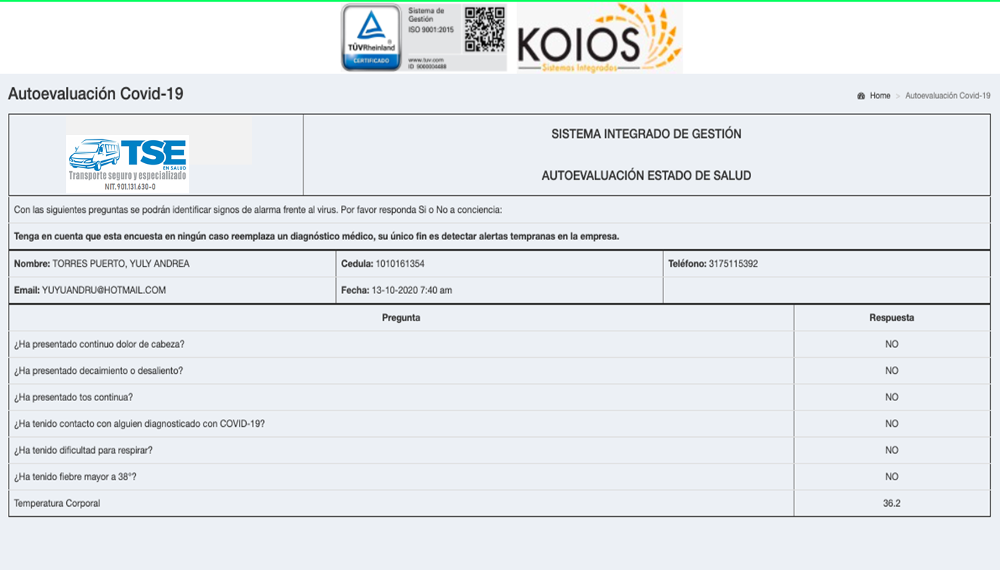 TÜVRheinland®
CERTIFICADO
Sistema de
Gestión
ISO 9001:2015
www.tuv.com
ID 9000004488
KOIOS
Sistemas Integrados
Autoevaluación Covid-19
Home > Autoevaluación Covid-19
TSE
EN SALUD
Transporte seguro y especializado
NIT. 901.131.630-0
SISTEMA INTEGRADO DE GESTIÓN
AUTOEVALUACIÓN ESTADO DE SALUD
Con las siguientes preguntas se podrán identificar signos de alarma frente al virus. Por favor responda Si o No a conciencia:
Tenga en cuenta que esta encuesta en ningún caso reemplaza un diagnóstico médico, su único fin es detectar alertas tempranas en la empresa.
Nombre: TORRES PUERTO, YULY ANDREA Cedula: 1010161354 Teléfono: 3175115392
Email: YUYUANDRU@HOTMAIL.COM Fecha: 13-10-2020 7:40 am
Pregunta Respuesta
¿Ha presentado continuo dolor de cabeza? NO
¿Ha presentado decaimiento o desaliento? NO
¿Ha presentado tos continua? NO
¿Ha tenido contacto con alguien diagnosticado con COVID-19? NO
¿Ha tenido dificultad para respirar? NO
¿Ha tenido fiebre mayor a 38°? NO
Temperatura Corporal 36.2